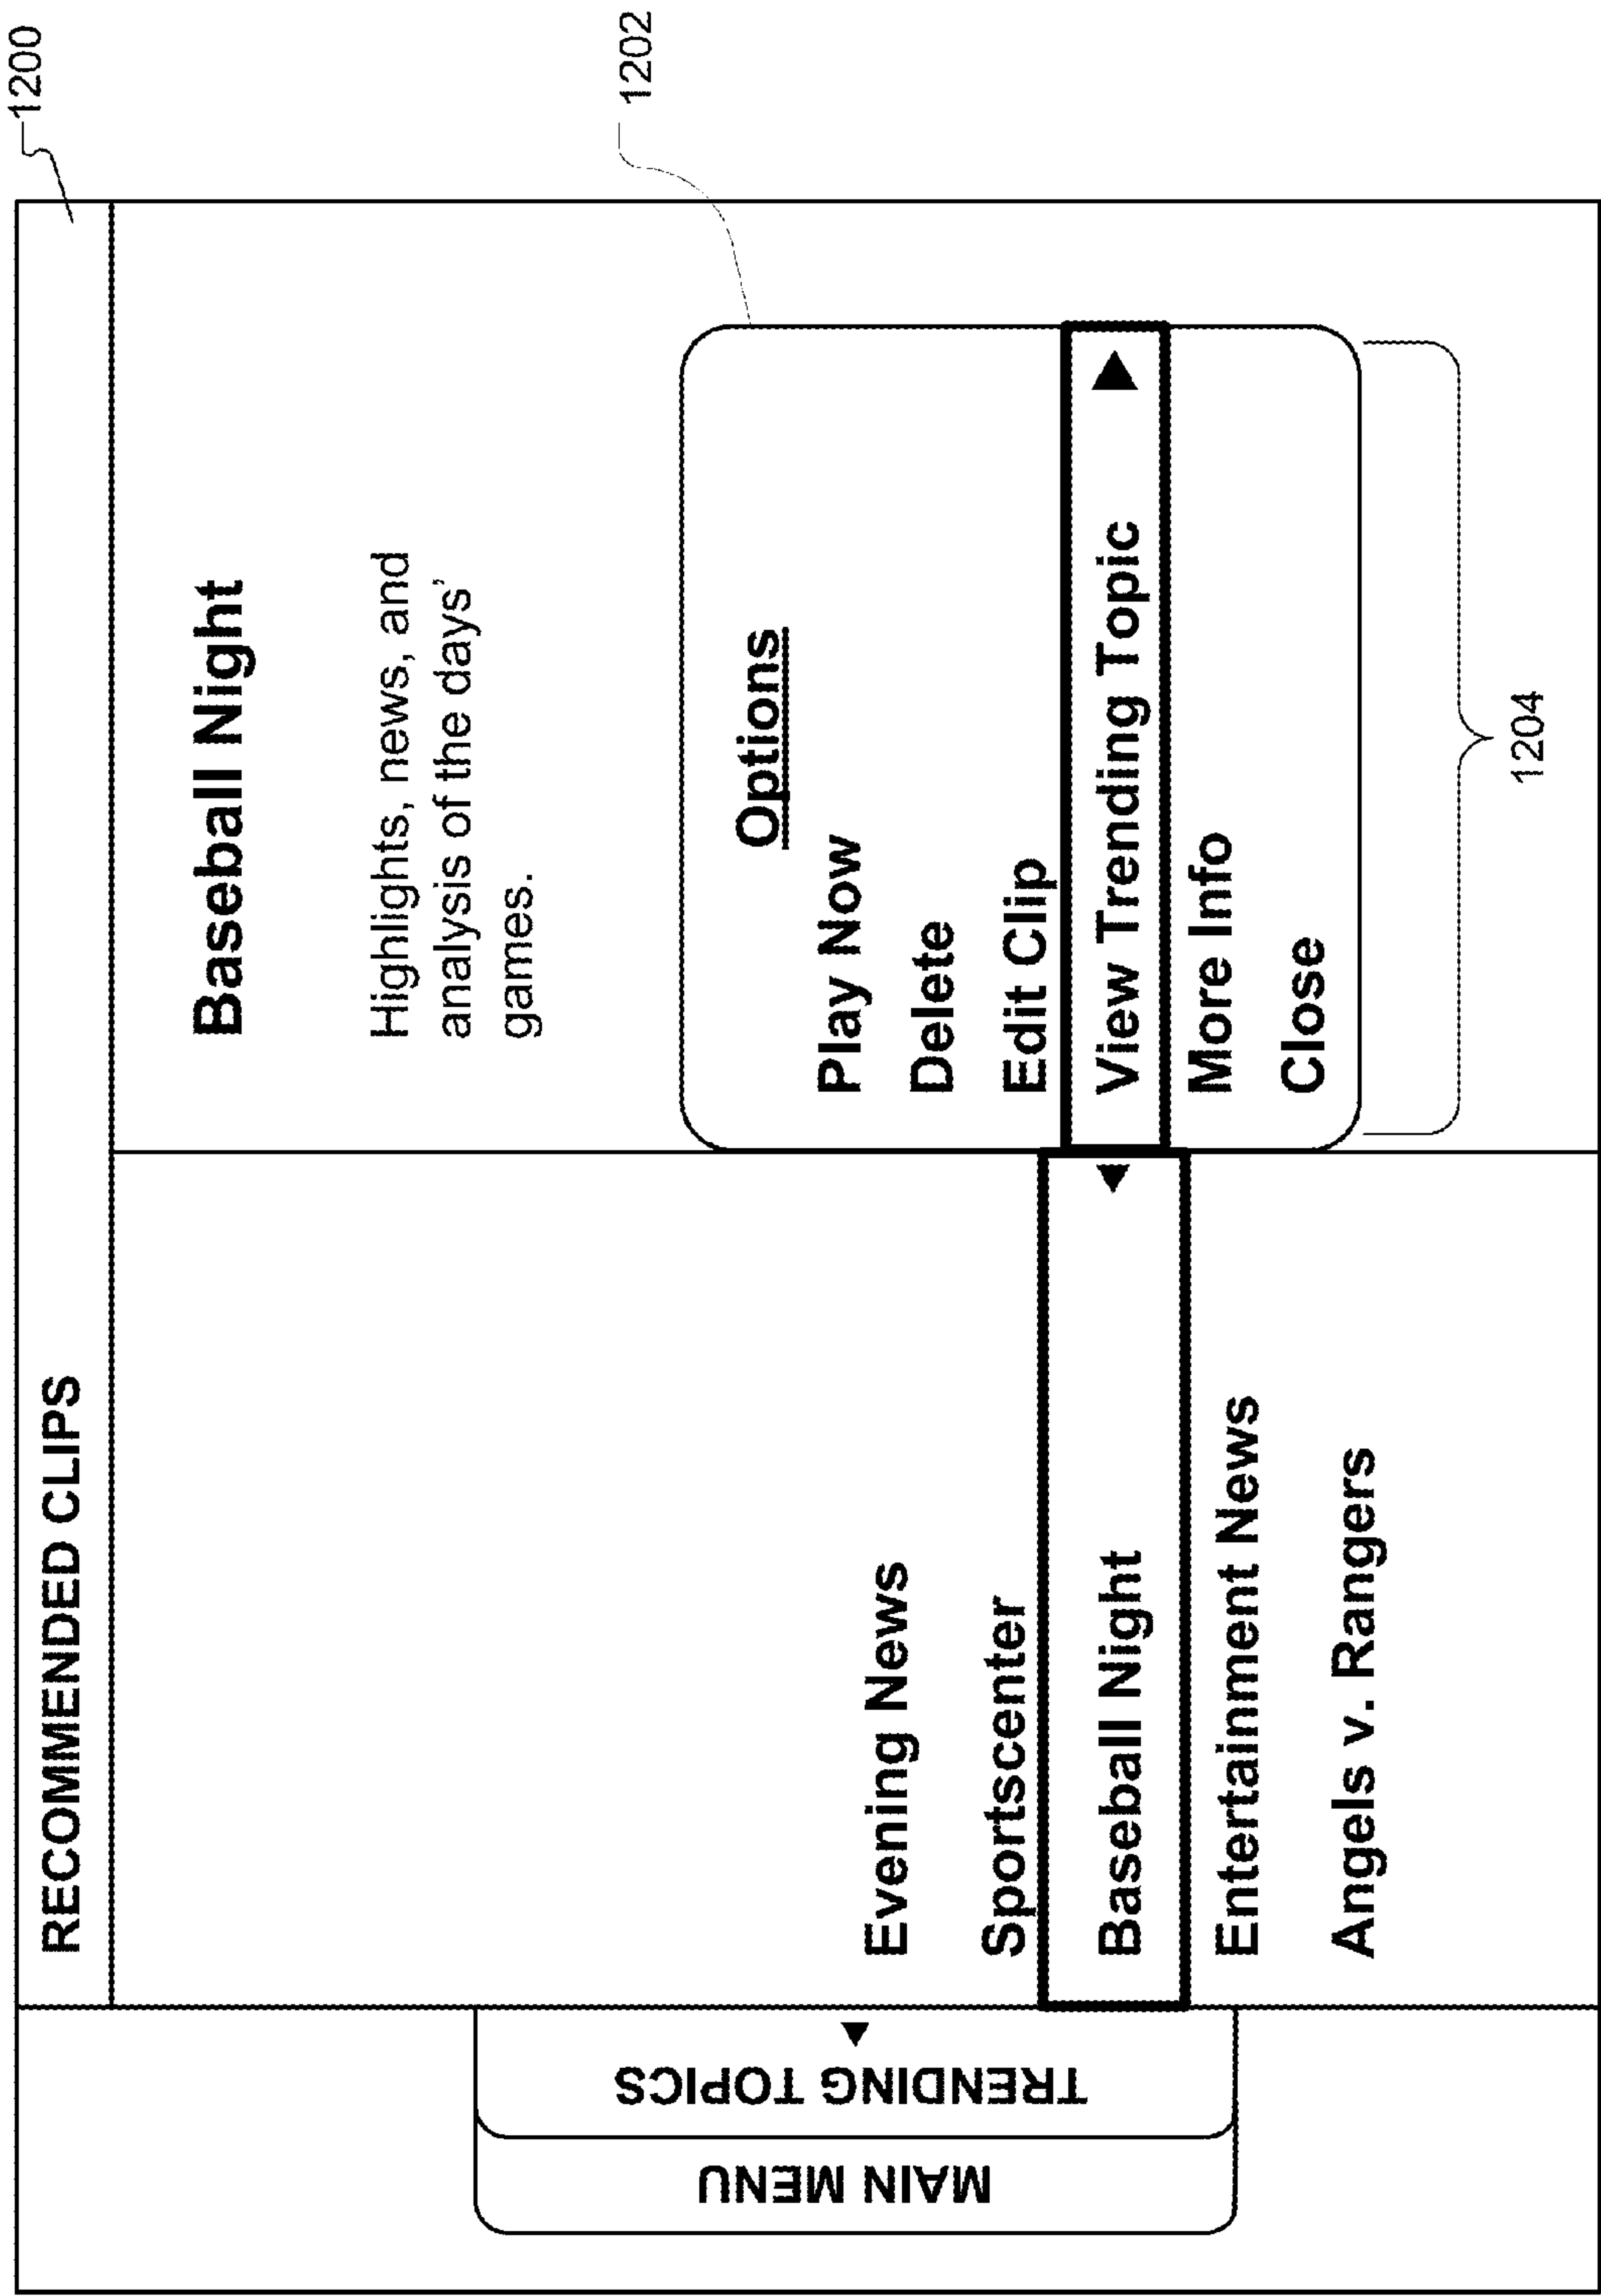 1200
RECOMMENDED CLIPS
MAIN MENU
TRENDING TOPICS
Evening News
Sportscenter
Baseball Night
Entertainment News
Angels v. Rangers
Baseball Night
Highlights, news, and
analysis of the days’
games.
1202
Options
Play Now
Delete
Edit Clip
View Trending Topic
More Info
Close
1204